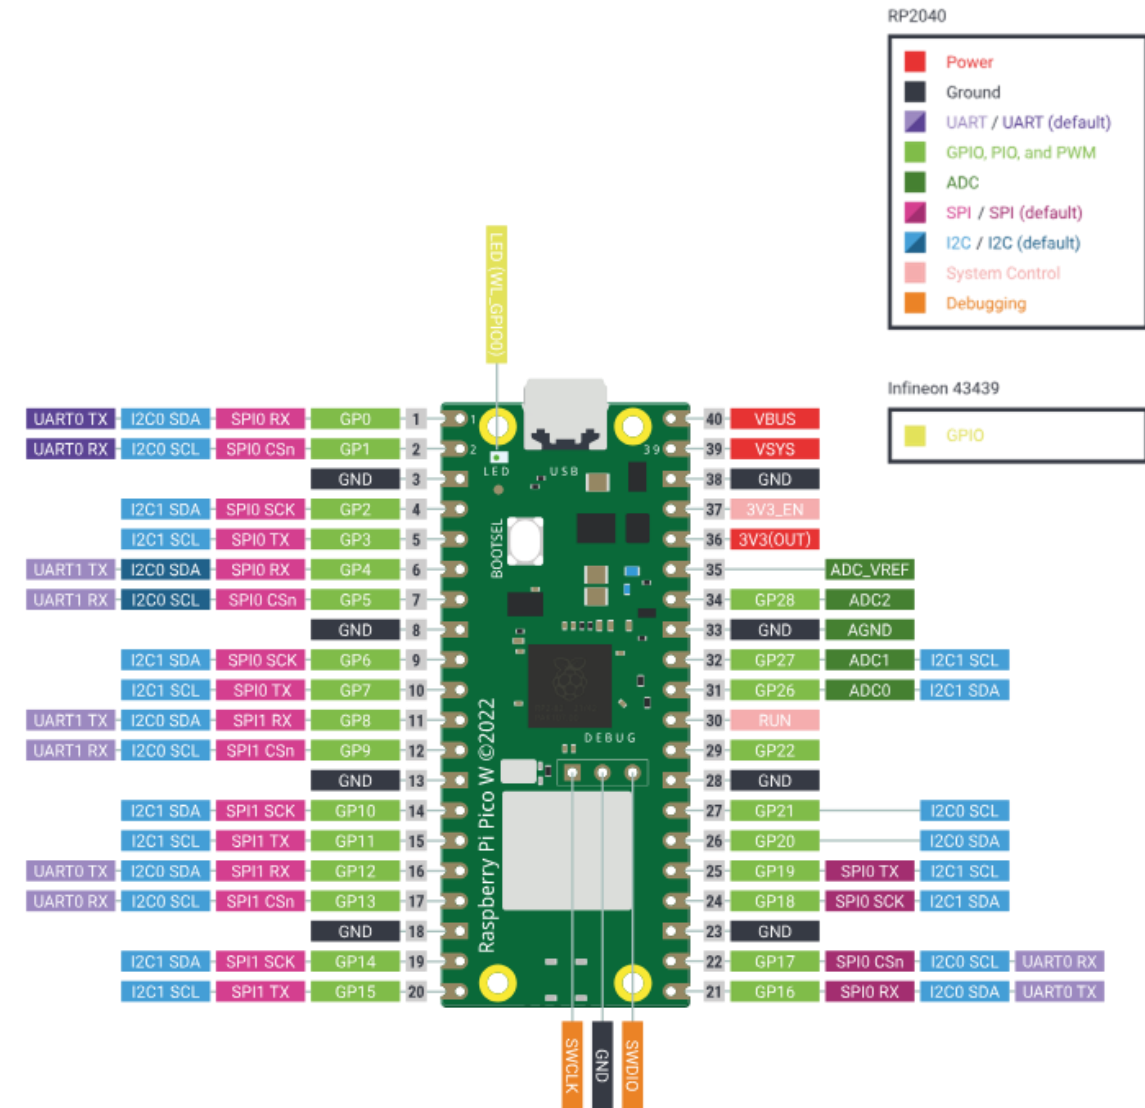 RP2040
Power
Ground
UART / UART (default)
GPIO, PIO, and PWM
ADC
SPI / SPI (default)
I2C / I2C (default)
System Control
Debugging
Infineon 43439
GPIO
LED (WL_GPIO0)
UART0 TX I2C0 SDA SPI0 RX GP0 1
UART0 RX I2C0 SCL SPI0 CSn GP1 2
GND 3
I2C1 SDA SPI0 SCK GP2 4
I2C1 SCL SPI0 TX GP3 5
UART1 TX I2C0 SDA SPI0 RX GP4 6
UART1 RX I2C0 SCL SPI0 CSn GP5 7
GND 8
I2C1 SDA SPI0 SCK GP6 9
I2C1 SCL SPI0 TX GP7 10
UART1 TX I2C0 SDA SPI1 RX GP8 11
UART1 RX I2C0 SCL SPI1 CSn GP9 12
GND 13
I2C1 SDA SPI1 SCK GP10 14
I2C1 SCL SPI1 TX GP11 15
UART0 TX I2C0 SDA SPI1 RX GP12 16
UART0 RX I2C0 SCL SPI1 CSn GP13 17
GND 18
I2C1 SDA SPI1 SCK GP14 19
I2C1 SCL SPI1 TX GP15 20
1
2
39
LED
USB
BOOTSEL
DEBUG
Raspberry Pi Pico W ©2022
40 VBUS
39 VSYS
38 GND
37 3V3_EN
36 3V3(OUT)
35 ADC_VREF
34 GP28 ADC2
33 GND AGND
32 GP27 ADC1 I2C1 SCL
31 GP26 ADC0 I2C1 SDA
30 RUN
29 GP22
28 GND
27 GP21 I2C0 SCL
26 GP20 I2C0 SDA
25 GP19 SPI0 TX I2C1 SCL
24 GP18 SPI0 SCK I2C1 SDA
23 GND
22 GP17 SPI0 CSn I2C0 SCL UART0 RX
21 GP16 SPI0 RX I2C0 SDA UART0 TX
SWCLK
GND
SWDIO